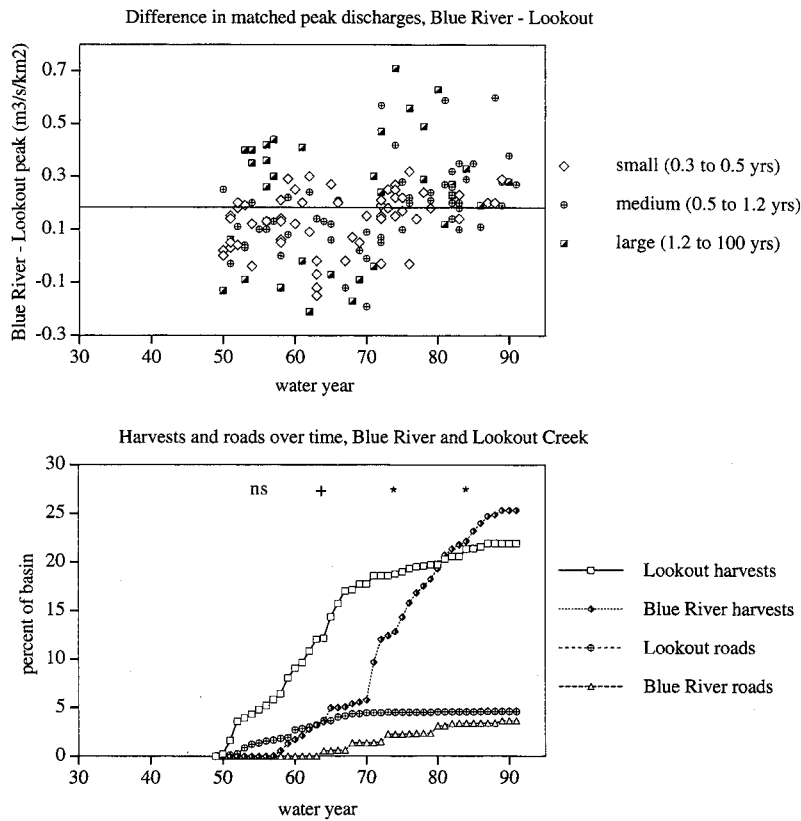 Difference in matched peak discharges, Blue River - Lookout
Blue River - Lookout peak (m3/s/km2)
0.7
0.5
0.3
0.1
-0.1
-0.3
30 40 50 60 70 80 90
water year
small (0.3 to 0.5 yrs)
medium (0.5 to 1.2 yrs)
large (1.2 to 100 yrs)
Harvests and roads over time, Blue River and Lookout Creek
percent of basin
30
25
20
15
10
5
0
ns + * *
30 40 50 60 70 80 90
water year
Lookout harvests
Blue River harvests
Lookout roads
Blue River roads